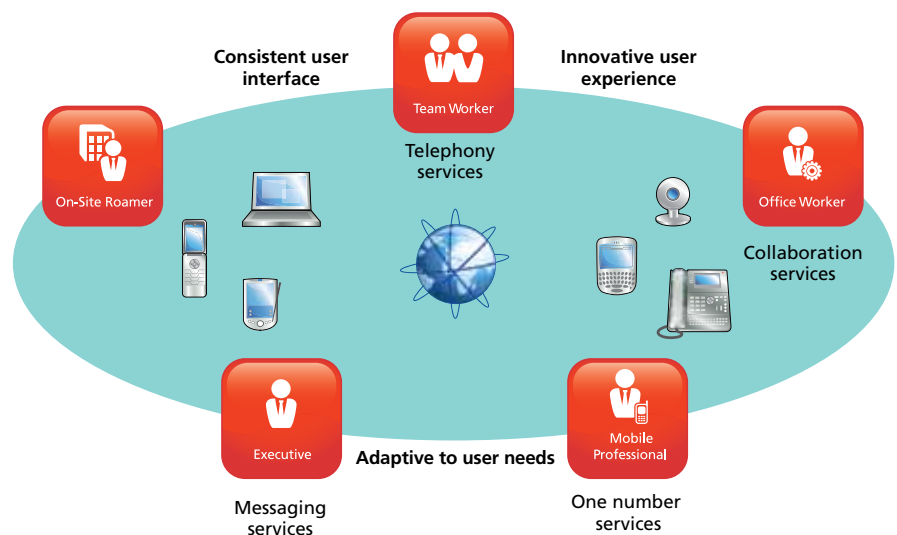 Consistent user
interface
Innovative user
experience
Team Worker
Telephony
services
On-Site Roamer
Office Worker
Collaboration
services
Executive
Adaptive to user needs
Mobile
Professional
Messaging
services
One number
services